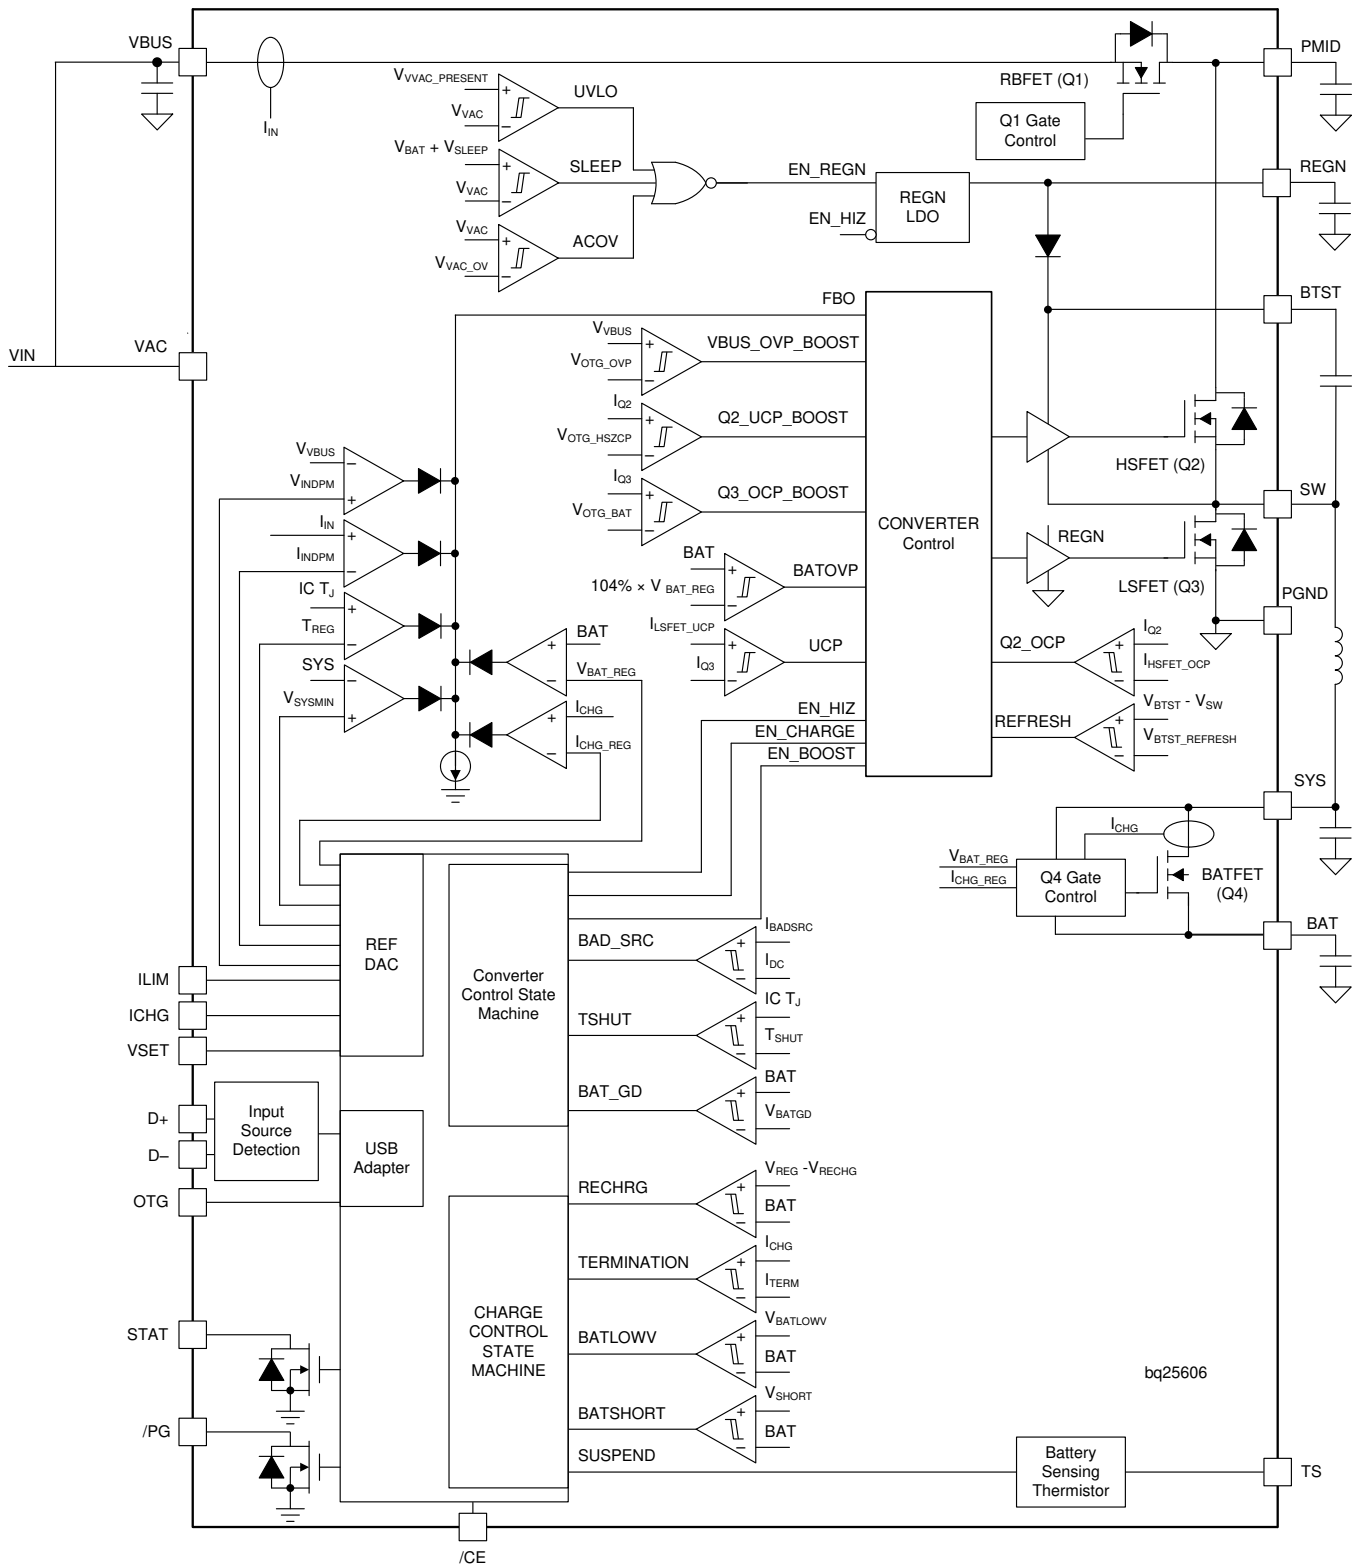 VBUS
I_IN
V_VVAC_PRESENT
V_VAC
UVLO
V_BAT + V_SLEEP
V_VAC
SLEEP
V_VAC
V_VAC_OV
ACOV
RBFET (Q1)
Q1 Gate
Control
PMID
EN_REGN
EN_HIZ
REGN
LDO
REGN
BTST
VIN
VAC
FBO
V_VBUS
V_OTG_OVP
VBUS_OVP_BOOST
I_Q2
V_OTG_HSZCP
Q2_UCP_BOOST
I_Q3
V_OTG_BAT
Q3_OCP_BOOST
BAT
104% × V_BAT_REG
BATOVP
I_LSFET_UCP
I_Q3
UCP
CONVERTER
Control
HSFET (Q2)
SW
REGN
LSFET (Q3)
PGND
Q2_OCP
I_Q2
I_HSFET_OCP
REFRESH
V_BTST - V_SW
V_BTST_REFRESH
EN_HIZ
EN_CHARGE
EN_BOOST
V_VBUS
V_INDPM
I_IN
I_INDPM
IC T_J
T_REG
SYS
V_SYSMIN
BAT
V_BAT_REG
I_CHG
I_CHG_REG
SYS
I_CHG
V_BAT_REG
I_CHG_REG
Q4 Gate
Control
BATFET
(Q4)
BAT
ILIM
ICHG
VSET
REF
DAC
Converter
Control State
Machine
BAD_SRC
I_BADSRC
I_DC
TSHUT
IC T_J
T_SHUT
BAT_GD
BAT
V_BATGD
D+
D–
Input
Source
Detection
USB
Adapter
OTG
RECHRG
V_REG -V_RECHG
BAT
TERMINATION
I_CHG
I_TERM
CHARGE
CONTROL
STATE
MACHINE
BATLOWV
V_BATLOWV
BAT
BATSHORT
V_SHORT
BAT
SUSPEND
STAT
/PG
bq25606
Battery
Sensing
Thermistor
TS
/CE
+
−
+
−
+
−
+
−
+
−
+
−
+
−
+
−
−
+
+
−
+
−
−
+
+
−
+
−
+
−
+
−
+
−
+
−
+
−
+
−
+
−
+
−
+
−